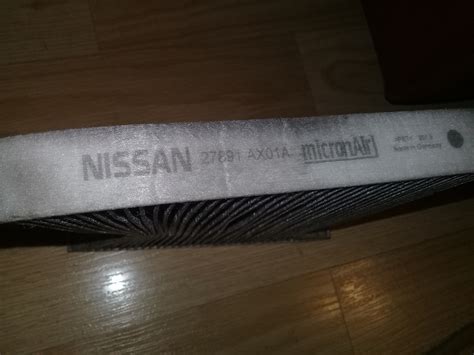 NISSAN 27891 AX01A micronAir
Made in Germany